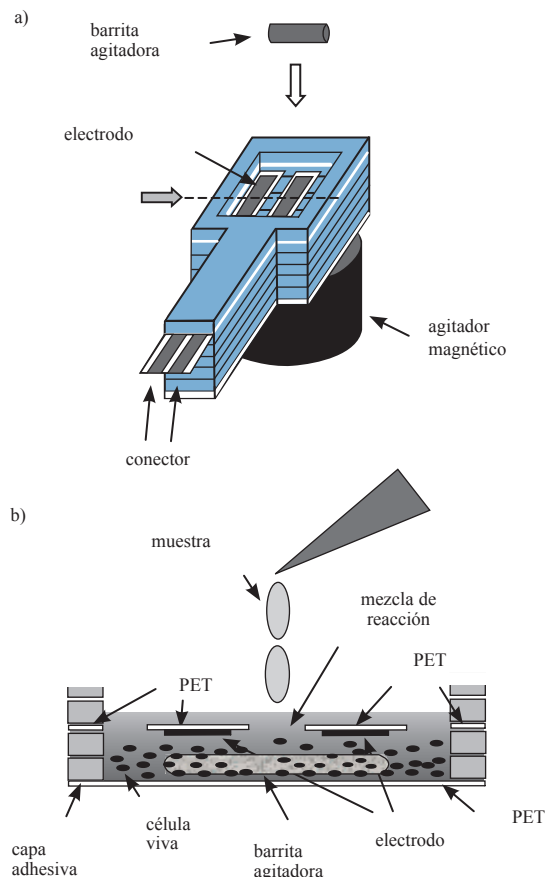 a)
barrita
agitadora
electrodo
agitador
magnético
conector
b)
muestra
mezcla de
reacción
PET
PET
célula
viva
electrodo
PET
capa
adhesiva
barrita
agitadora